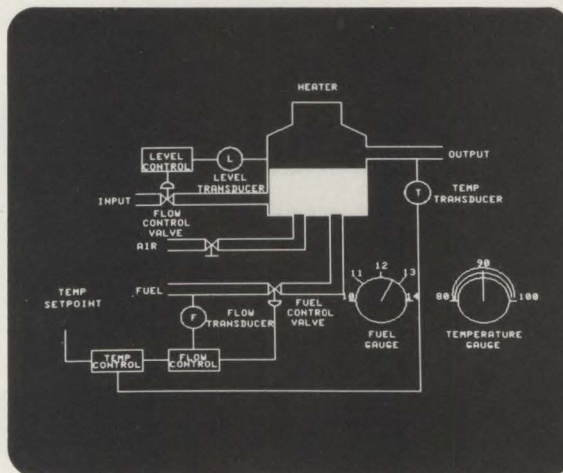 HEATER
LEVEL
CONTROL
L
LEVEL
TRANSDUCER
OUTPUT
INPUT
FLOW
CONTROL
VALVE
T
TEMP
TRANSDUCER
AIR
TEMP
SETPOINT
FUEL
F
FLOW
TRANSDUCER
FUEL
CONTROL
VALVE
10
11
12
13
14
FUEL
GAUGE
80
90
100
TEMPERATURE
GAUGE
TEMP
CONTROL
FLOW
CONTROL